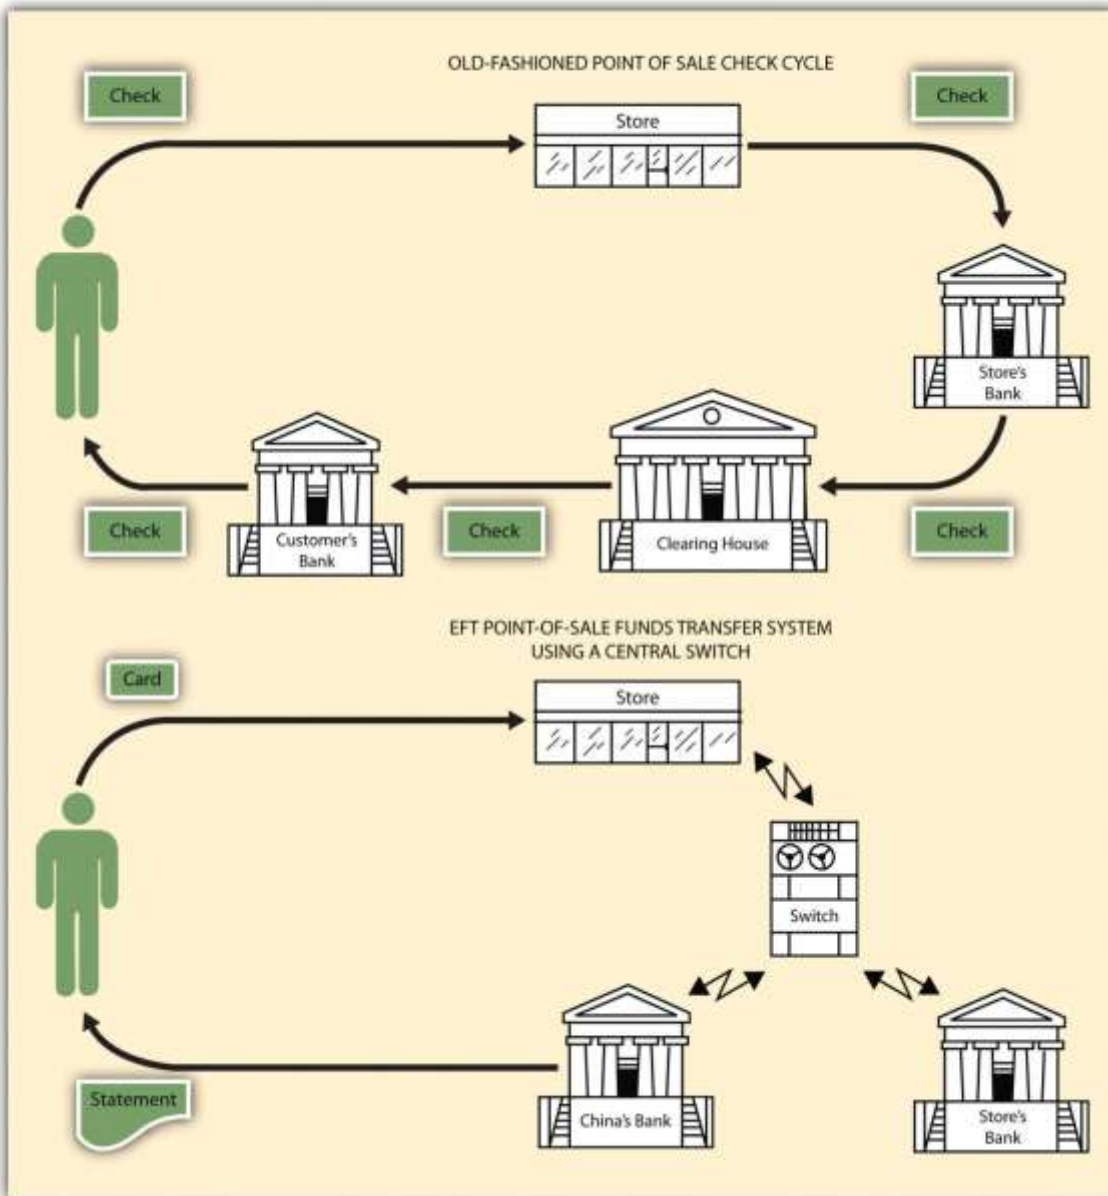 OLD-FASHIONED POINT OF SALE CHECK CYCLE
Check
Store
Check
Store's
Bank
Check
Customer's
Bank
Check
Clearing House
Check
EFT POINT-OF-SALE FUNDS TRANSFER SYSTEM
USING A CENTRAL SWITCH
Card
Store
Switch
Statement
China's Bank
Store's
Bank